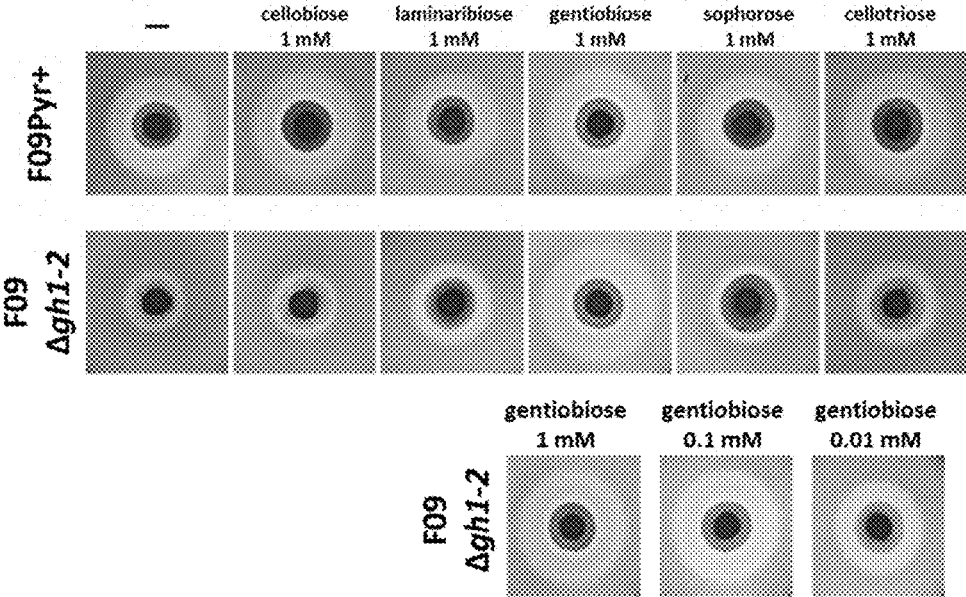 — cellobiose laminaribiose gentiobiose sophorose cellotriose
1 mM 1 mM 1 mM 1 mM 1 mM
F09Pyr+
F09
Δgh1-2
gentiobiose gentiobiose gentiobiose
1 mM 0.1 mM 0.01 mM
F09
Δgh1-2